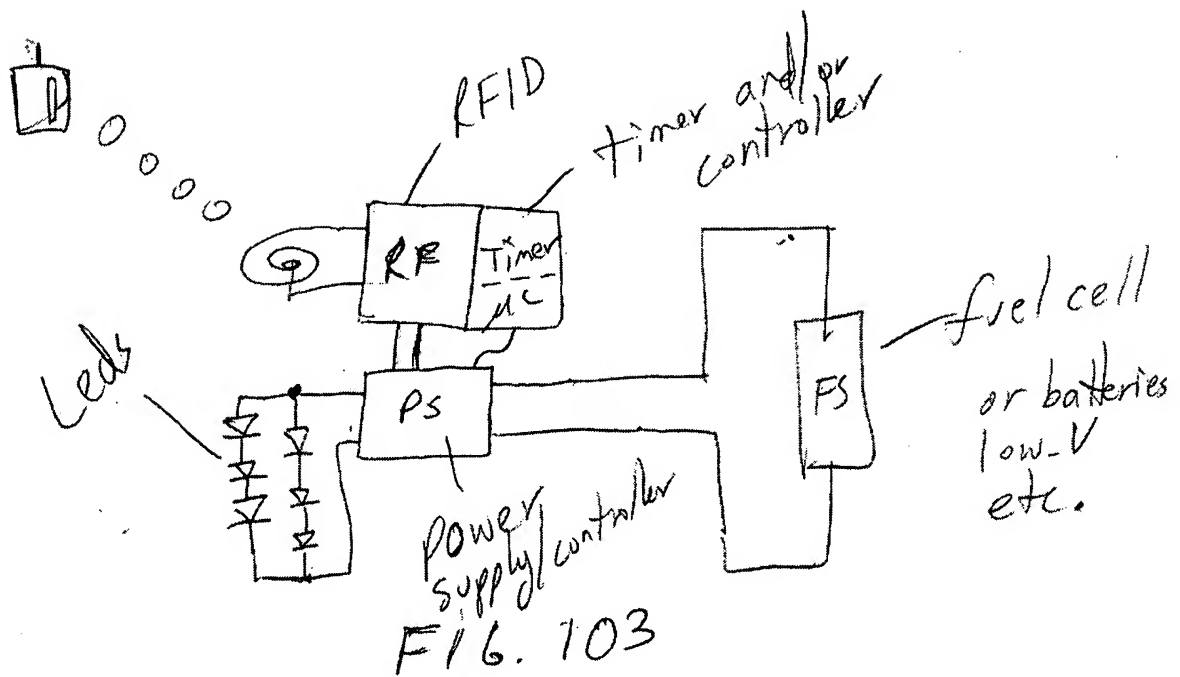 RFID
timer and/or
controller
RF
Timer
µC
Leds
PS
FS
fuel cell
or batteries
low-V
etc.
power
supply/controller
FIG. 103